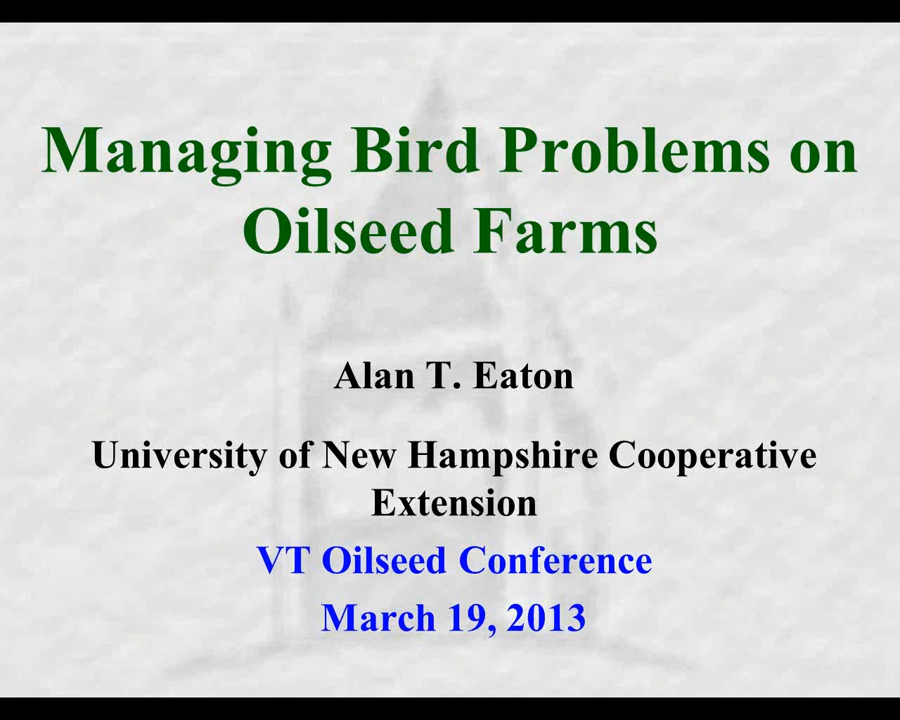 Managing Bird Problems on
Oilseed Farms
Alan T. Eaton
University of New Hampshire Cooperative
Extension
VT Oilseed Conference
March 19, 2013